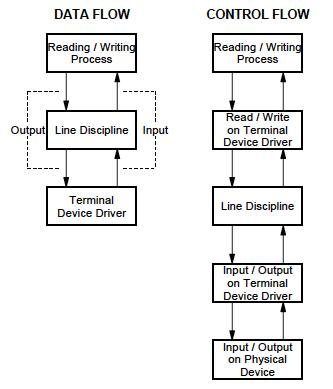 DATA FLOW
Reading / Writing
Process
Output
Line Discipline
Input
Terminal
Device Driver
CONTROL FLOW
Reading / Writing
Process
Read / Write
on Terminal
Device Driver
Line Discipline
Input / Output
on Terminal
Device Driver
Input / Output
on Physical
Device